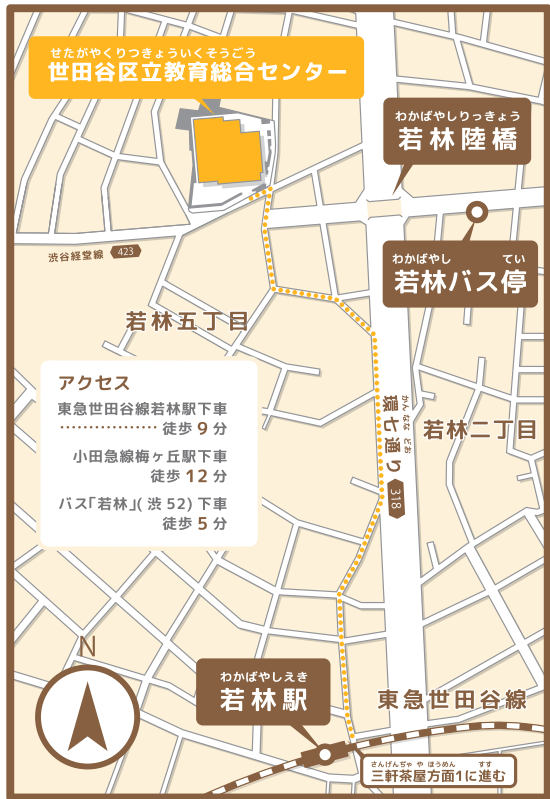 せたがやくりつきょういくそうごう
世田谷区立教育総合センター
わかばやしりっきょう
若林陸橋
わかばやし てい
若林バス停
渋谷経堂線 423
若林五丁目
アクセス
東急世田谷線若林駅下車
………………徒歩 9 分
小田急線梅ヶ丘駅下車
徒歩 12 分
バス「若林」( 渋 52) 下車
徒歩 5 分
かん なな どお
環七通り
318
若林二丁目
N
わかばやしえき
若林駅
東急世田谷線
さんげんぢゃ や ほうめん すす
三軒茶屋方面1に進む